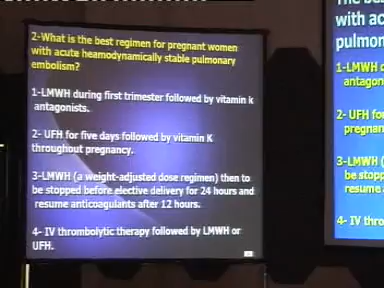 2-What is the best regimen for pregnant women
with acute heamodynamically stable pulmonary
embolism?
1-LMWH during first trimester followed by vitamin k
antagonists.
2- UFH for five days followed by vitamin K
throughout pregnancy.
3-LMWH (a weight-adjusted dose regimen) then to
be stopped before elective delivery for 24 hours and
resume anticoagulants after 12 hours.
4- IV thrombolytic therapy followed by LMWH or
UFH.
The be
with ac
pulmon
1-LMWH d
antagon
2- UFH fo
pregnan
3-LMWH (
be stopp
resume a
4- IV thro